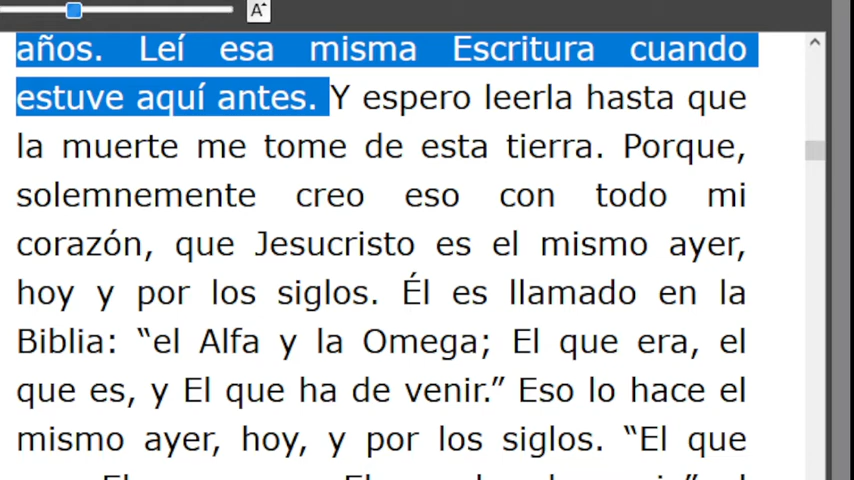 A
años. Leí esa misma Escritura cuando
estuve aquí antes. Y espero leerla hasta que
la muerte me tome de esta tierra. Porque,
solemnemente creo eso con todo mi
corazón, que Jesucristo es el mismo ayer,
hoy y por los siglos. Él es llamado en la
Biblia: “el Alfa y la Omega; El que era, el
que es, y El que ha de venir.” Eso lo hace el
mismo ayer, hoy, y por los siglos. “El que